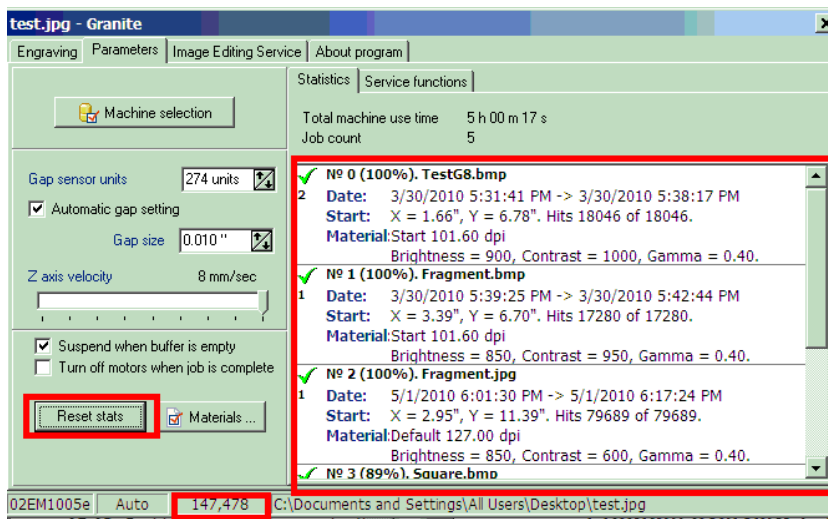 test.jpg - Granite
Engraving Parameters Image Editing Service About program
Machine selection
Gap sensor units 274 units
Automatic gap setting
Gap size 0.010 "
Z axis velocity 8 mm/sec
Suspend when buffer is empty
Turn off motors when job is complete
Reset stats Materials ...
Statistics Service functions
Total machine use time 5 h 00 m 17 s
Job count 5
Nº 0 (100%). TestG8.bmp
2 Date: 3/30/2010 5:31:41 PM -> 3/30/2010 5:38:17 PM
Start: X = 1.66", Y = 6.78". Hits 18046 of 18046.
Material:Start 101.60 dpi
Brightness = 900, Contrast = 1000, Gamma = 0.40.
Nº 1 (100%). Fragment.bmp
1 Date: 3/30/2010 5:39:25 PM -> 3/30/2010 5:42:44 PM
Start: X = 3.39", Y = 6.70". Hits 17280 of 17280.
Material:Start 101.60 dpi
Brightness = 850, Contrast = 950, Gamma = 0.40.
Nº 2 (100%). Fragment.jpg
1 Date: 5/1/2010 6:01:30 PM -> 5/1/2010 6:17:24 PM
Start: X = 2.95", Y = 11.39". Hits 79689 of 79689.
Material:Default 127.00 dpi
Brightness = 850, Contrast = 600, Gamma = 0.40.
Nº 3 (89%). Square.bmp
02EM1005e Auto 147,478 C:\Documents and Settings\All Users\Desktop\test.jpg